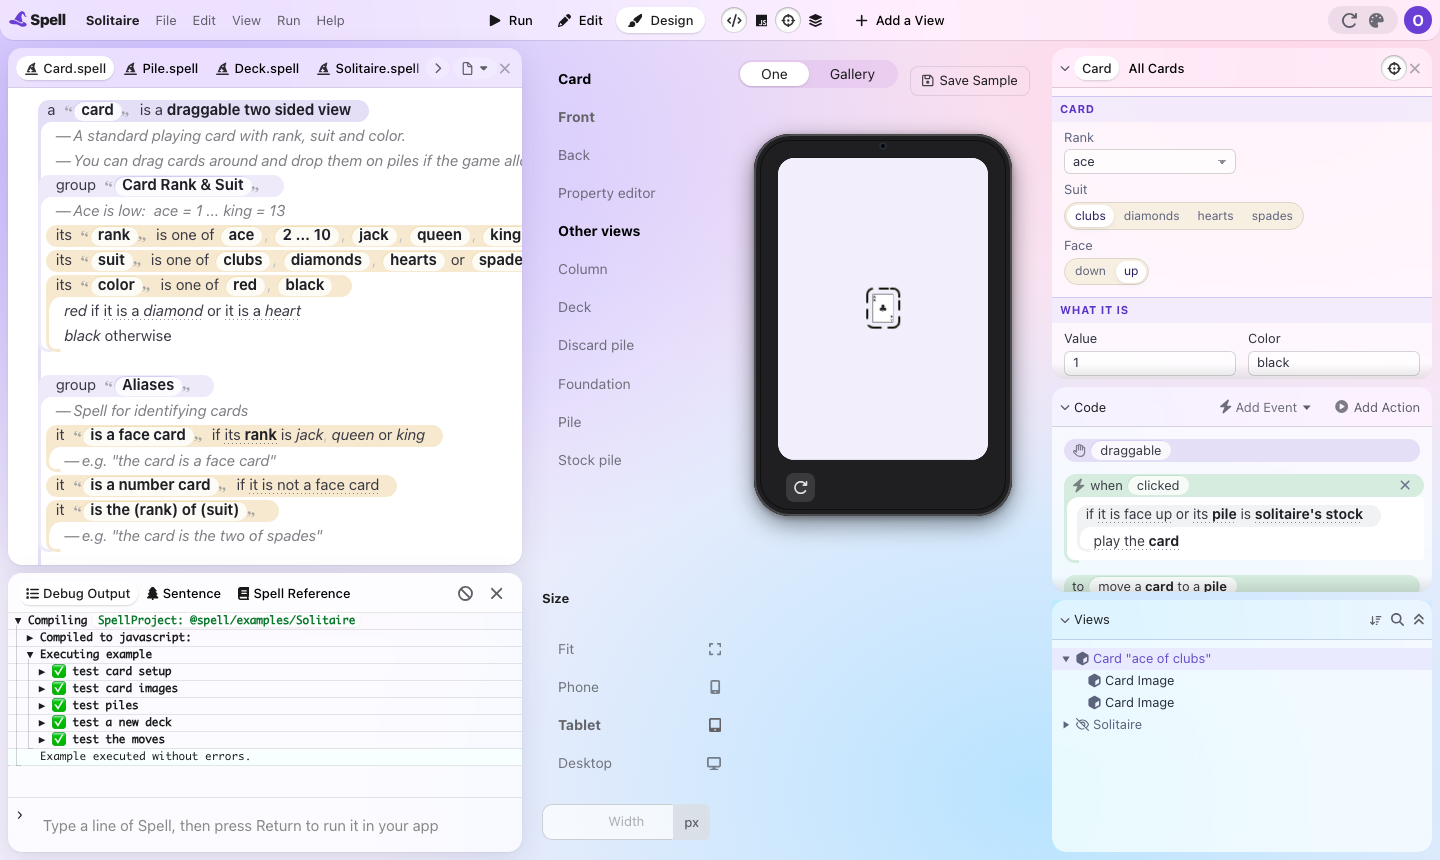 Spell Solitaire File Edit View Run Help Run Edit Design JS Add a View O
Card.spell Pile.spell Deck.spell Solitaire.spell
a “ card „ is a draggable two sided view
— A standard playing card with rank, suit and color.
— You can drag cards around and drop them on piles if the game
group “ Card Rank & Suit „
— Ace is low: ace = 1 ... king = 13
its “ rank „ is one of ace , 2 ... 10 , jack , queen , king
its “ suit „ is one of clubs , diamonds , hearts or spade
its “ color „ is one of red , black
red if it is a diamond or it is a heart
black otherwise
group “ Aliases „
— Spell for identifying cards
it “ is a face card „ if its rank is jack, queen or king
— e.g. "the card is a face card"
it “ is a number card „ if it is not a face card
it “ is the (rank) of (suit) „
— e.g. "the card is the two of spades"
Debug Output Sentence Spell Reference
Compiling SpellProject: @spell/examples/Solitaire
Compiled to javascript:
Executing example
test card setup
test card images
test piles
test a new deck
test the moves
Example executed without errors.
Type a line of Spell, then press Return to run it in your app
Card
Front
Back
Property editor
Other views
Column
Deck
Discard pile
Foundation
Pile
Stock pile
One Gallery Save Sample
Size
Fit
Phone
Tablet
Desktop
Width px
Card All Cards
CARD
Rank
ace
Suit
clubs diamonds hearts spades
Face
down up
WHAT IT IS
Value Color
1 black
Code Add Event Add Action
draggable
when clicked
if it is face up or its pile is solitaire's stock
play the card
to move a card to a pile
Views
Card "ace of clubs"
Card Image
Card Image
Solitaire